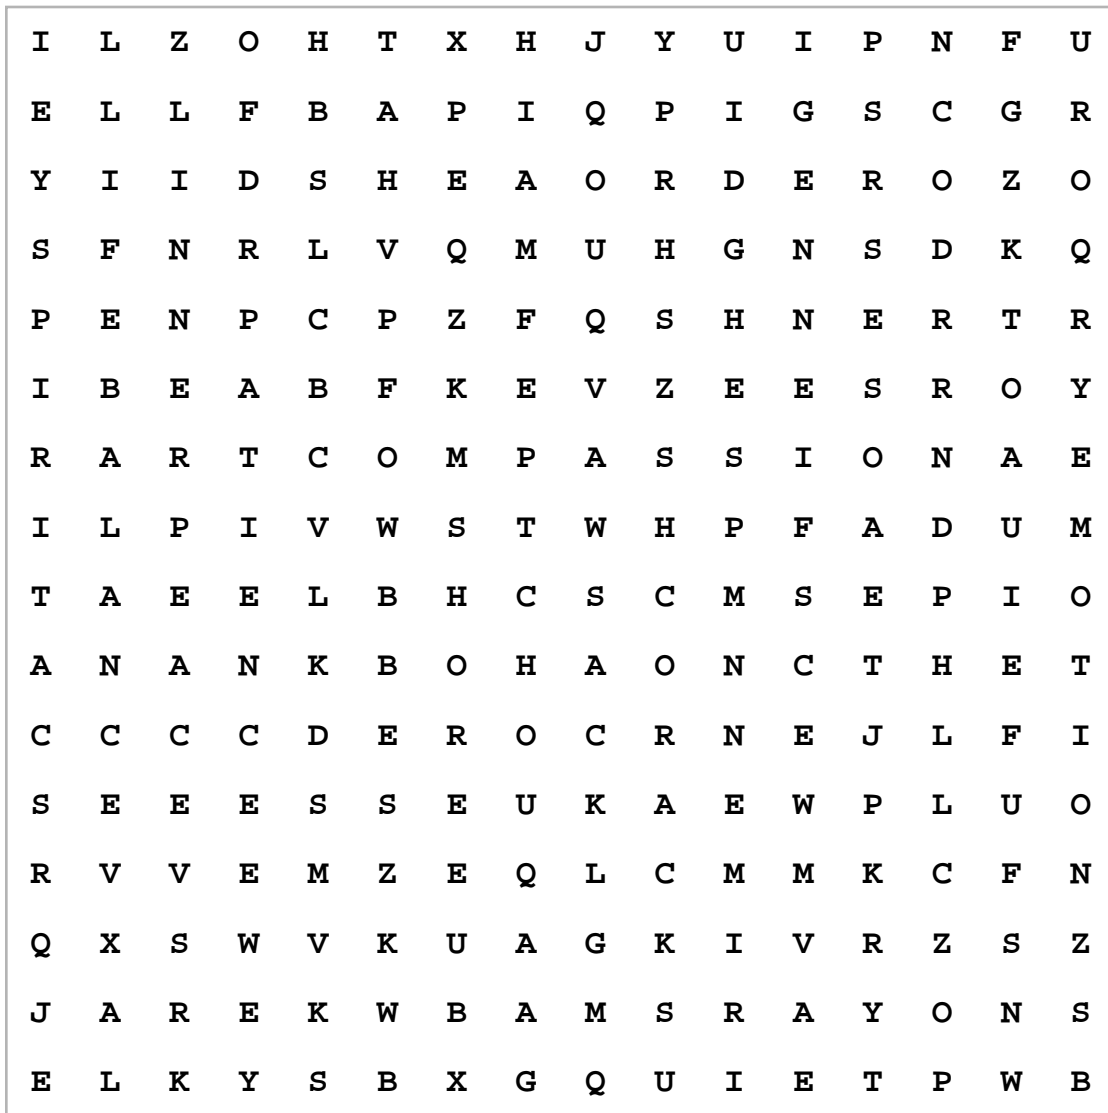 I L Z O H T X H J Y U I P N F U
E L L F B A P I Q P I G S C G R
Y I I D S H E A O R D E R O Z O
S F N R L V Q M U H G N S D K Q
P E N P C P Z F Q S H N E R T R
I B E A B F K E V Z E E S R O Y
R A R T C O M P A S S I O N A E
I L P I V W S T W H P F A D U M
T A E E L B H C S C M S E P I O
A N A N K B O H A O N C T H E T
C C C C D E R O C R N E J L F I
S E E E S S E U K A E W P L U O
R V V E M Z E Q L C M M K C F N
Q X S W V K U A G K I V R Z S Z
J A R E K W B A M S R A Y O N S
E L K Y S B X G Q U I E T P W B